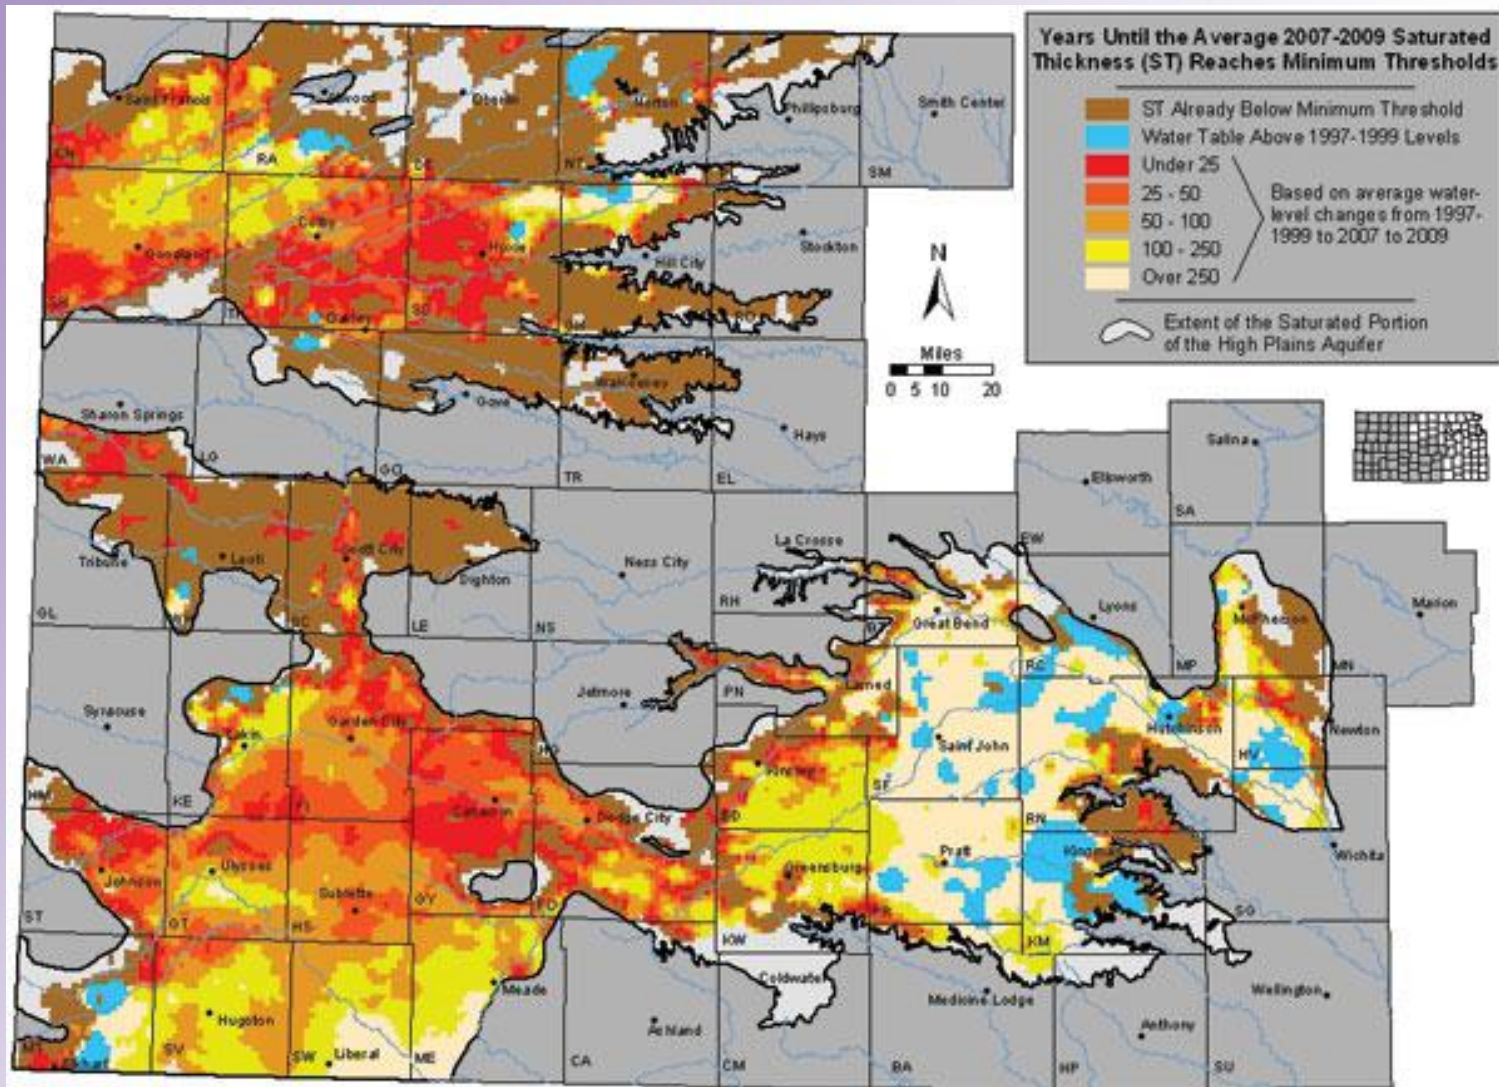 Years Until the Average 2007-2009 Saturated
Thickness (ST) Reaches Minimum Thresholds
ST Already Below Minimum Threshold
Water Table Above 1997-1999 Levels
Under 25
25 - 50
50 - 100
100 - 250
Over 250
Based on average water-
level changes from 1997-
1999 to 2007 to 2009
Extent of the Saturated Portion
of the High Plains Aquifer
N
Miles
0 5 10 20
Saint Francis
Oberlin
Norton
Phillipsburg
Smith Center
RA
NT
SM
Colby
Goodland
Hoxie
Hill City
Stockton
SH
TH
SD
RO
Oakley
Sharon Springs
Gove
WaKeeney
Hays
WA
LG
GO
TR
EL
Salina
Ellsworth
SA
EW
Tribune
Leoti
Scott City
Dighton
Ness City
La Crosse
GL
SC
LE
NS
RH
Great Bend
Lyons
McPherson
Marion
RC
MP
MN
Jetmore
PN
Larned
Syracuse
Lakin
Garden City
HG
Saint John
Hutchinson
Newton
HV
HM
KE
FI
Cimarron
Dodge City
Kinsley
ED
SF
RN
Johnson
Ulysses
Sublette
Greensburg
Pratt
Wichita
ST
GT
HS
GY
FO
KW
PR
KM
SG
Coldwater
Medicine Lodge
Wellington
Meade
Hugoton
Ashland
Anthony
Elkhart
MT
SV
SW
Liberal
ME
CA
CM
BA
HP
SU